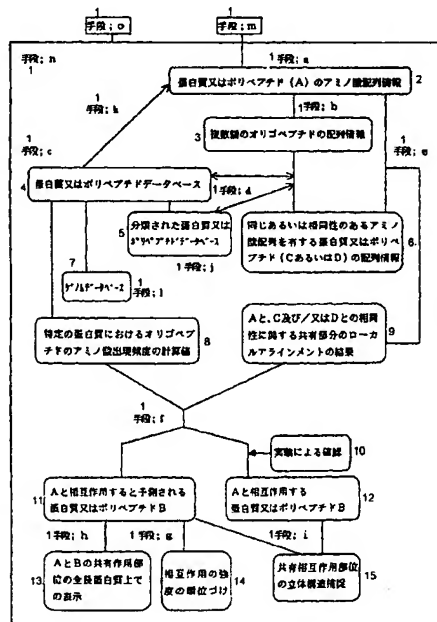 1
手段; o
1
手段; m
手段; n
1
1
手段; a
蛋白質又はポリペプチド(A)のアミノ酸配列情報
2
1
手段; k
1手段; b
1
手段; e
3
複数個のオリゴペプチドの配列情報
1
手段; c
4
蛋白質又はポリペプチドデータベース
1
手段; d
5
分類された蛋白質又は
ポリペプチドデータベース
1
手段; j
同じあるいは相同性のあるアミノ
酸配列を有する蛋白質又はポリペ
プチド(CあるいはD)の配列情報
6
7
ゲノムデータベース
1
手段; l
特定の蛋白質におけるオリゴペプ
チドのアミノ酸出現頻度の計算値
8
Aと、C及び/又はDとの相同
性に関する共有部分のローカ
ルアラインメントの結果
9
1
手段; f
実験による確認
10
11
Aと相互作用すると予測される
蛋白質又はポリペプチドB
Aと相互作用する
蛋白質又はポリペプチドB
12
1手段; h
1手段; g
1手段; i
13
AとBの共有作用部
位の全長蛋白質上で
の表示
相互作用の強
度の順位づけ
14
共有相互作用部位
の立体構造
15